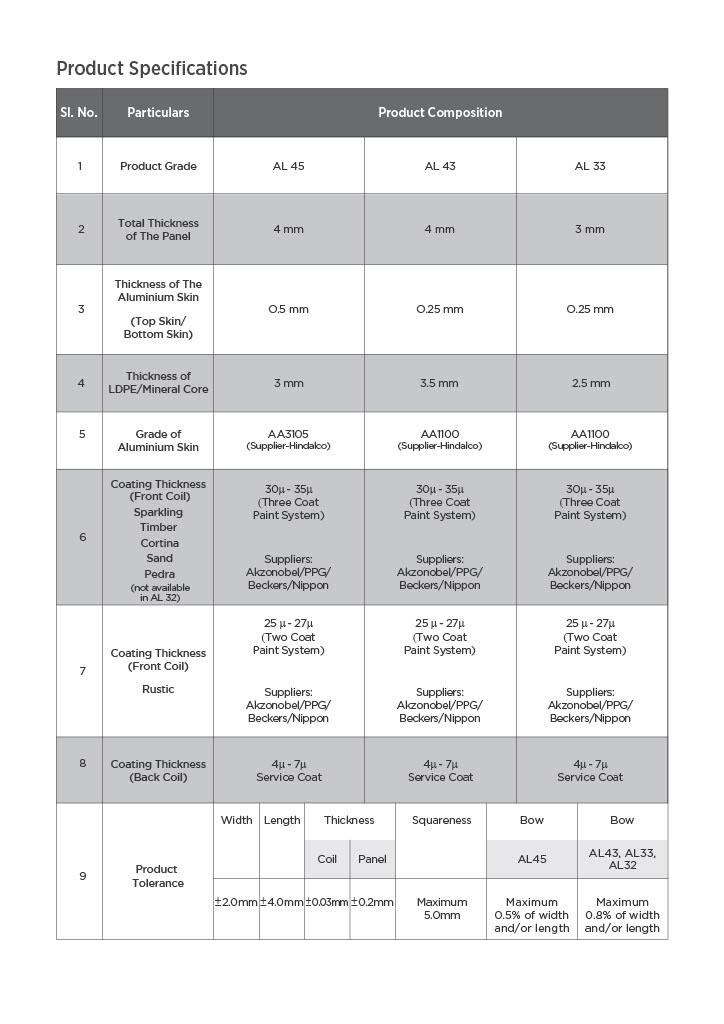 Product Specifications
Sl. No. Particulars Product Composition
1 Product Grade AL 45 AL 43 AL 33
2 Total Thickness of The Panel 4 mm 4 mm 3 mm
3 Thickness of The Aluminium Skin (Top Skin/ Bottom Skin) 0.5 mm 0.25 mm 0.25 mm
4 Thickness of LDPE/Mineral Core 3 mm 3.5 mm 2.5 mm
5 Grade of Aluminium Skin AA3105 (Supplier-Hindalco) AA1100 (Supplier-Hindalco) AA1100 (Supplier-Hindalco)
6
Coating Thickness
(Front Coil)
Sparkling
Timber
Cortina
Sand
Pedra
(not available
in AL 32)
30µ - 35µ 30µ - 35µ 30µ - 35µ
(Three Coat (Three Coat (Three Coat
Paint System) Paint System) Paint System)
Suppliers: Suppliers: Suppliers:
Akzonobel/PPG/ Akzonobel/PPG/ Akzonobel/PPG/
Beckers/Nippon Beckers/Nippon Beckers/Nippon
7
Coating Thickness
(Front Coil)
Rustic
25 µ - 27µ 25 µ - 27µ 25 µ - 27µ
(Two Coat (Two Coat (Two Coat
Paint System) Paint System) Paint System)
Suppliers: Suppliers: Suppliers:
Akzonobel/PPG/ Akzonobel/PPG/ Akzonobel/PPG/
Beckers/Nippon Beckers/Nippon Beckers/Nippon
8 Coating Thickness 4µ - 7µ 4µ - 7µ 4µ - 7µ
(Back Coil) Service Coat Service Coat Service Coat
9
Product
Tolerance
Width Length Thickness Squareness Bow Bow
Coil Panel AL45 AL43, AL33,
AL32
±2.0mm ±4.0mm ±0.03mm ±0.2mm Maximum Maximum Maximum
5.0mm 0.5% of width 0.8% of width
and/or length and/or length